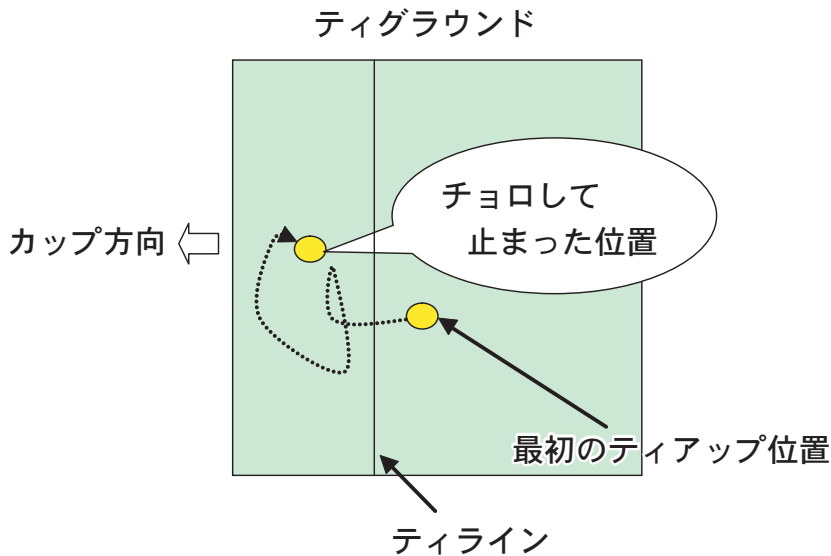 ティグラウンド
チョロして
止まった位置
カップ方向
最初のティアップ位置
ティライン